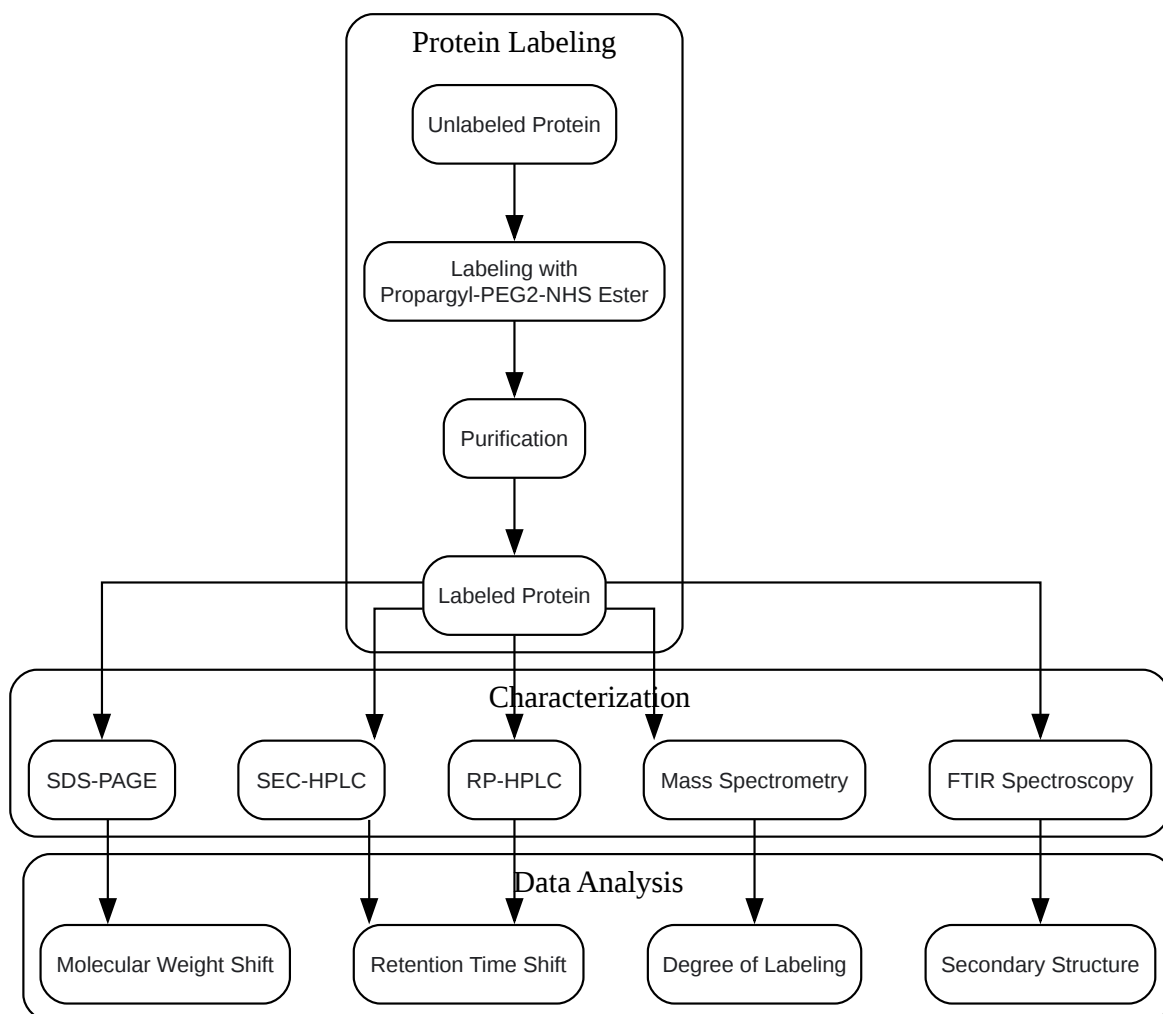 Protein Labeling
Unlabeled Protein
Labeling with
Propargyl-PEG2-NHS Ester
Purification
Labeled Protein
Characterization
SDS-PAGE
SEC-HPLC
RP-HPLC
Mass Spectrometry
FTIR Spectroscopy
Data Analysis
Molecular Weight Shift
Retention Time Shift
Degree of Labeling
Secondary Structure